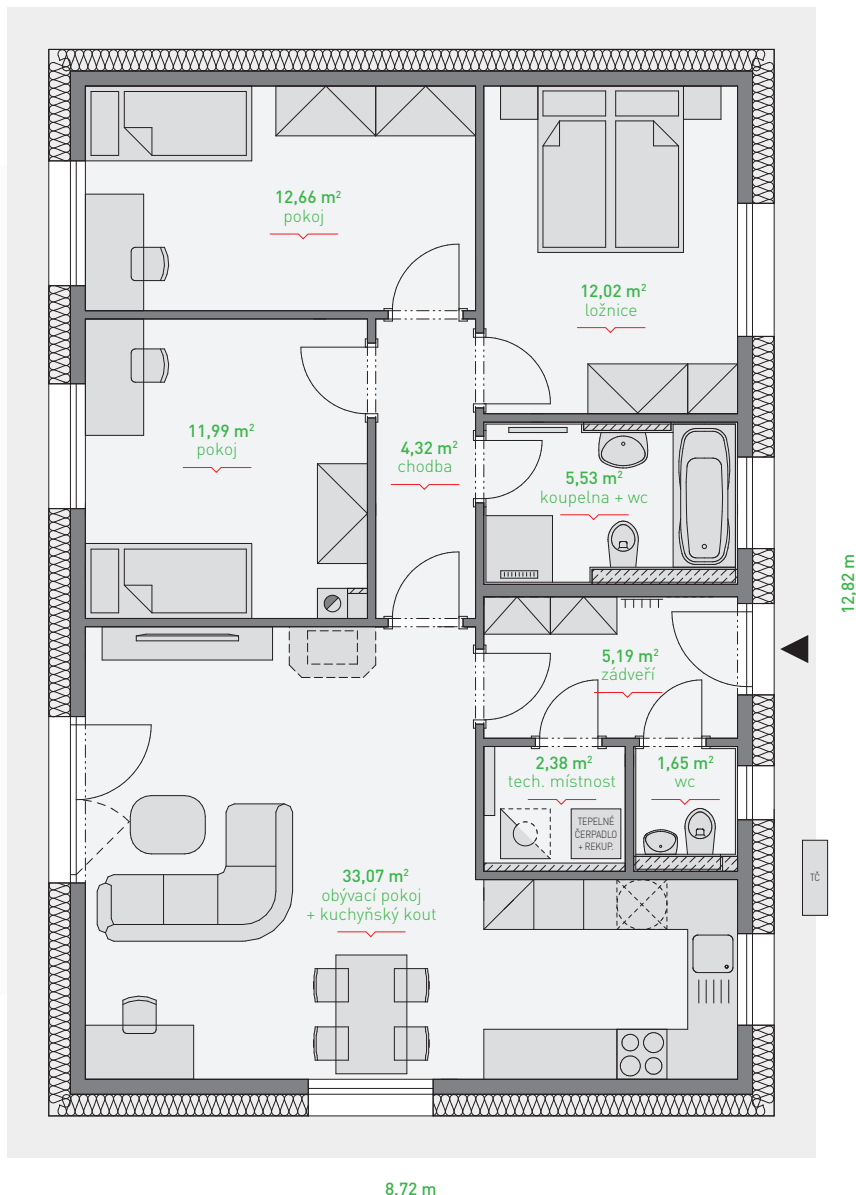 12,66 m²
pokoj
12,02 m²
ložnice
11,99 m²
pokoj
4,32 m²
chodba
5,53 m²
koupelna + wc
12,82 m
5,19 m²
zádveří
2,38 m²
tech. místnost
1,65 m²
wc
TEPELNÉ
ČERPADLO
+ REKUP.
33,07 m²
obývací pokoj
+ kuchyňský kout
TČ
8.72 m